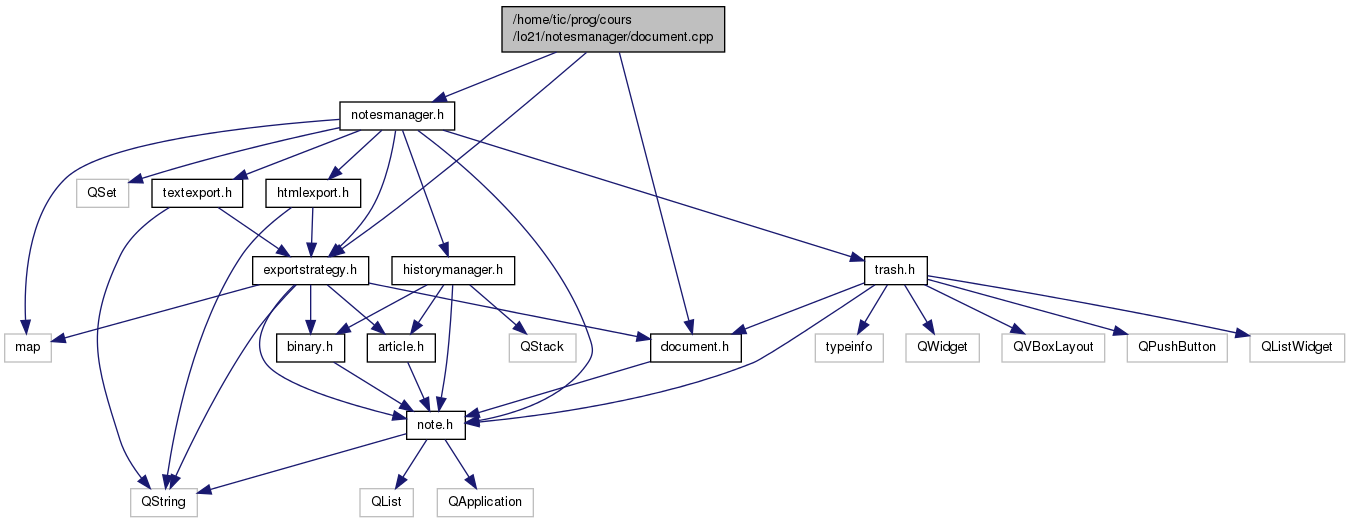 /home/tic/prog/cours
/lo21/notesmanager/document.cpp
notesmanager.h
QSet
textexport.h
htmlexport.h
exportstrategy.h
historymanager.h
trash.h
map
binary.h
article.h
QStack
document.h
typeinfo
QWidget
QVBoxLayout
QPushButton
QListWidget
note.h
QString
QList
QApplication